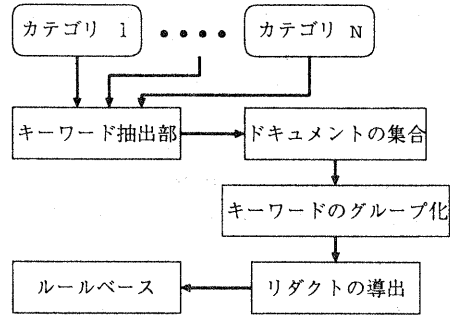 カテゴリ 1 ・・・・ カテゴリ N
キーワード抽出部 ドキュメントの集合
キーワードのグループ化
ルールベース リダクトの導出